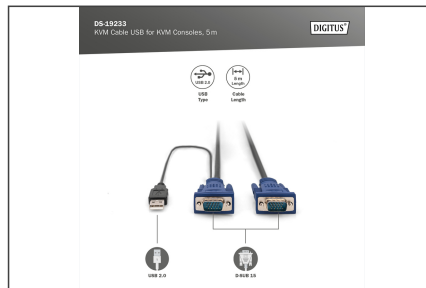 DS-19233
KVM Cable USB for KVM Consoles, 5 m
DIGITUS®
USB 2.0
5 m
Length
USB
Type
Cable
Length
USB 2.0
D-SUB 15